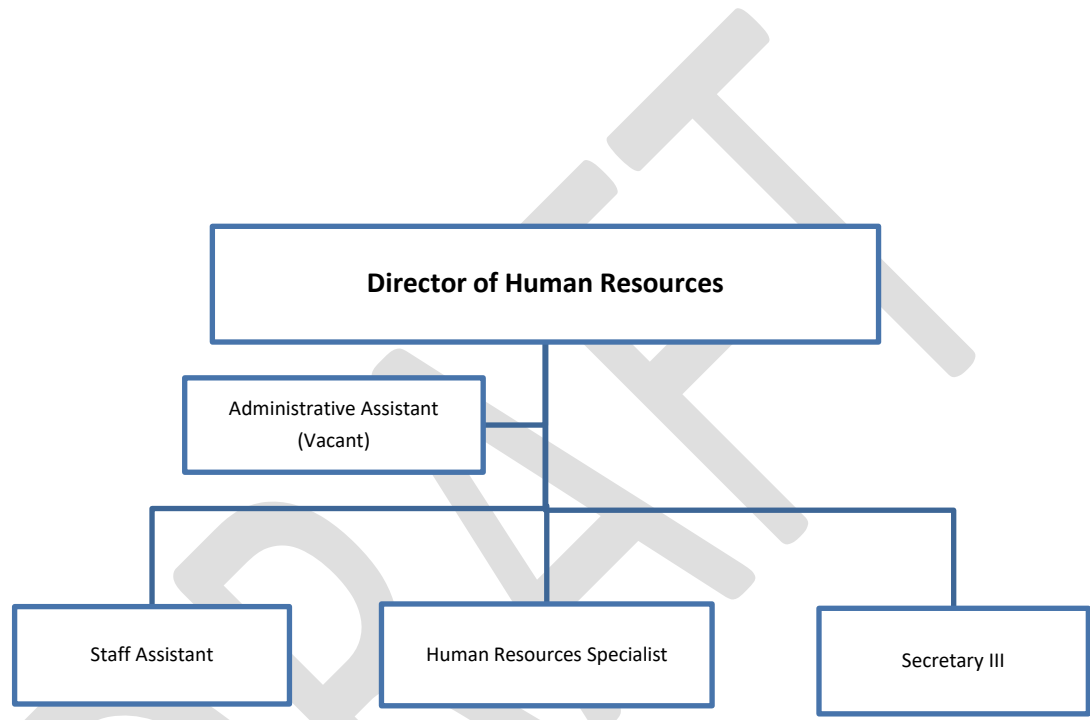 Director of Human Resources
Administrative Assistant
(Vacant)
Staff Assistant
Human Resources Specialist
Secretary III
DRAFT